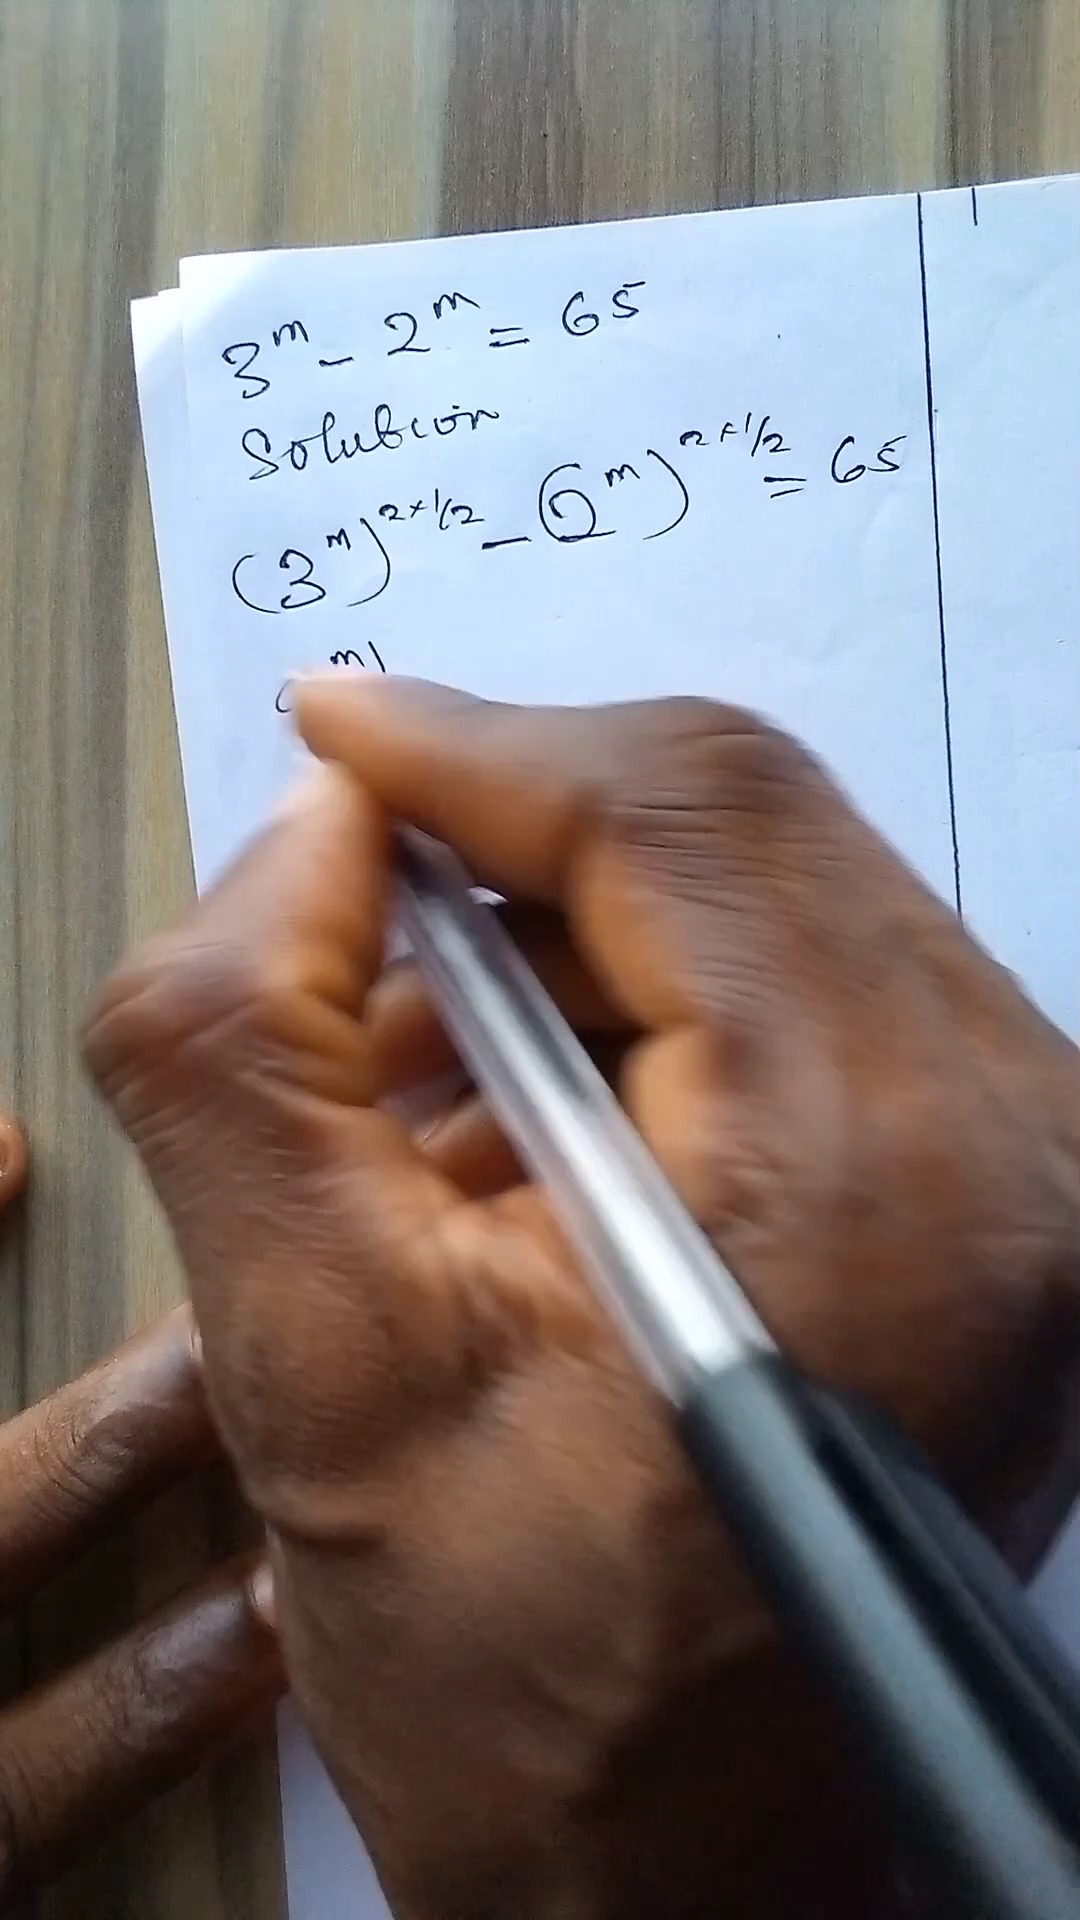 3^m - 2^m = 65
Solution
(3^m)^2×1/2 - (2^m)^2×1/2 = 65
(  ^m)